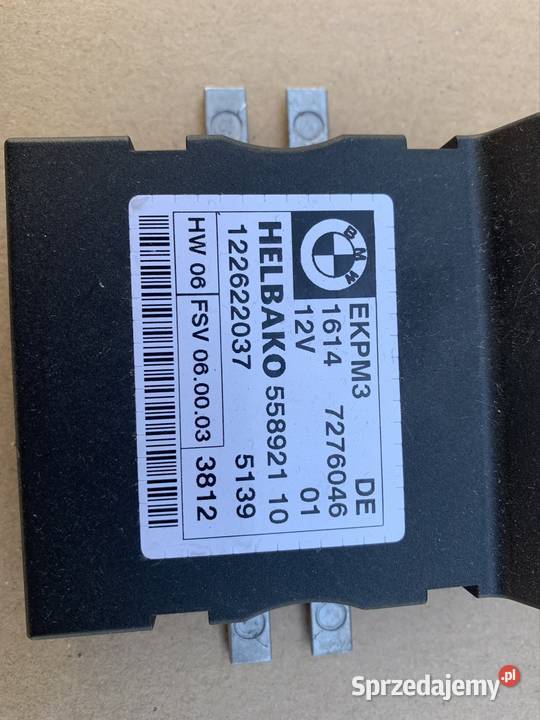 BMW
EKPM3 DE
1614 7276046
12V 01
HELBAKO 558921 10
122622037 5139
HW 06 FSV 06.00.03 3812
Sprzedajemy.pl